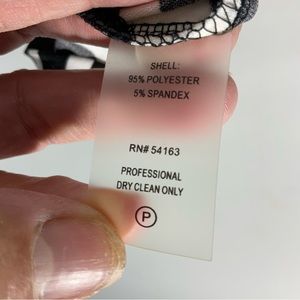 SHELL:
95% POLYESTER
5% SPANDEX
RN# 54163
PROFESSIONAL
DRY CLEAN ONLY
P